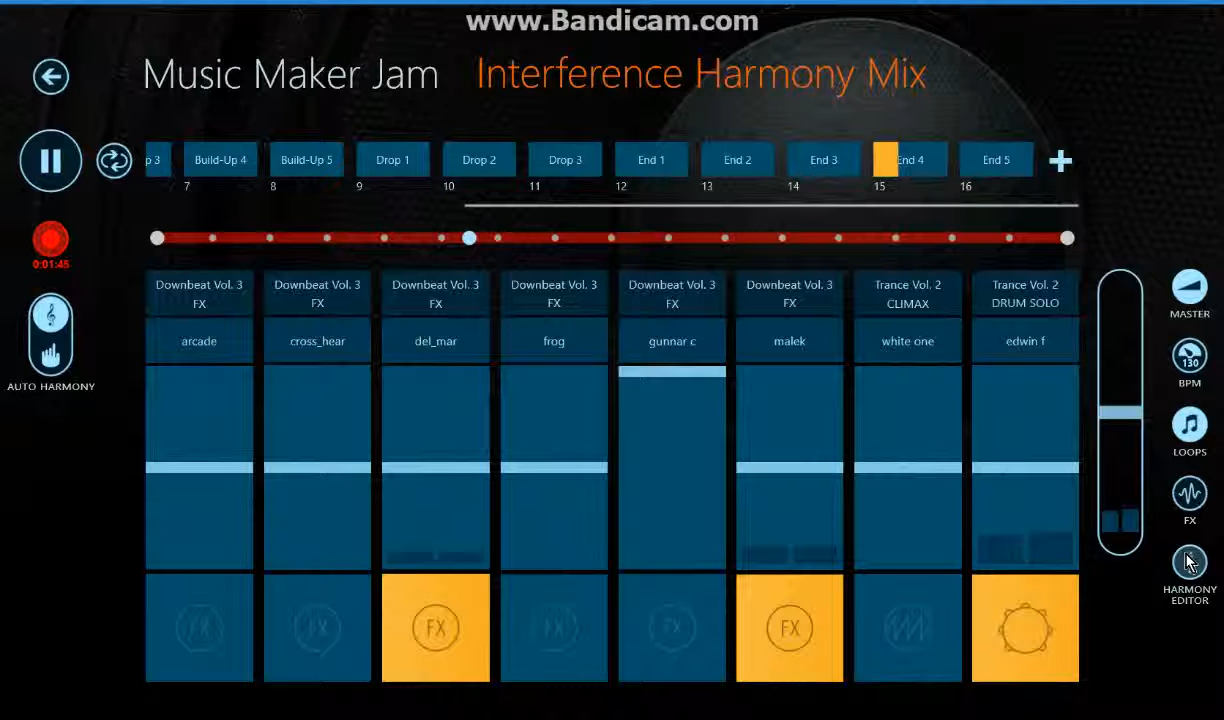 www.Bandicam.com
Music Maker Jam Interference Harmony Mix
p 3 Build-Up 4 Build-Up 5 Drop 1 Drop 2 Drop 3 End 1 End 2 End 3 End 4 End 5
7 8 9 10 11 12 13 14 15 16
0:01:45
Downbeat Vol. 3 Downbeat Vol. 3 Downbeat Vol. 3 Downbeat Vol. 3 Downbeat Vol. 3 Downbeat Vol. 3 Trance Vol. 2 Trance Vol. 2
FX FX FX FX FX FX CLIMAX DRUM SOLO
arcade cross_hear del_mar frog gunnar c malek white one edwin f
AUTO HARMONY
MASTER
130
BPM
LOOPS
FX
HARMONY
EDITOR
FX FX FX FX FX FX